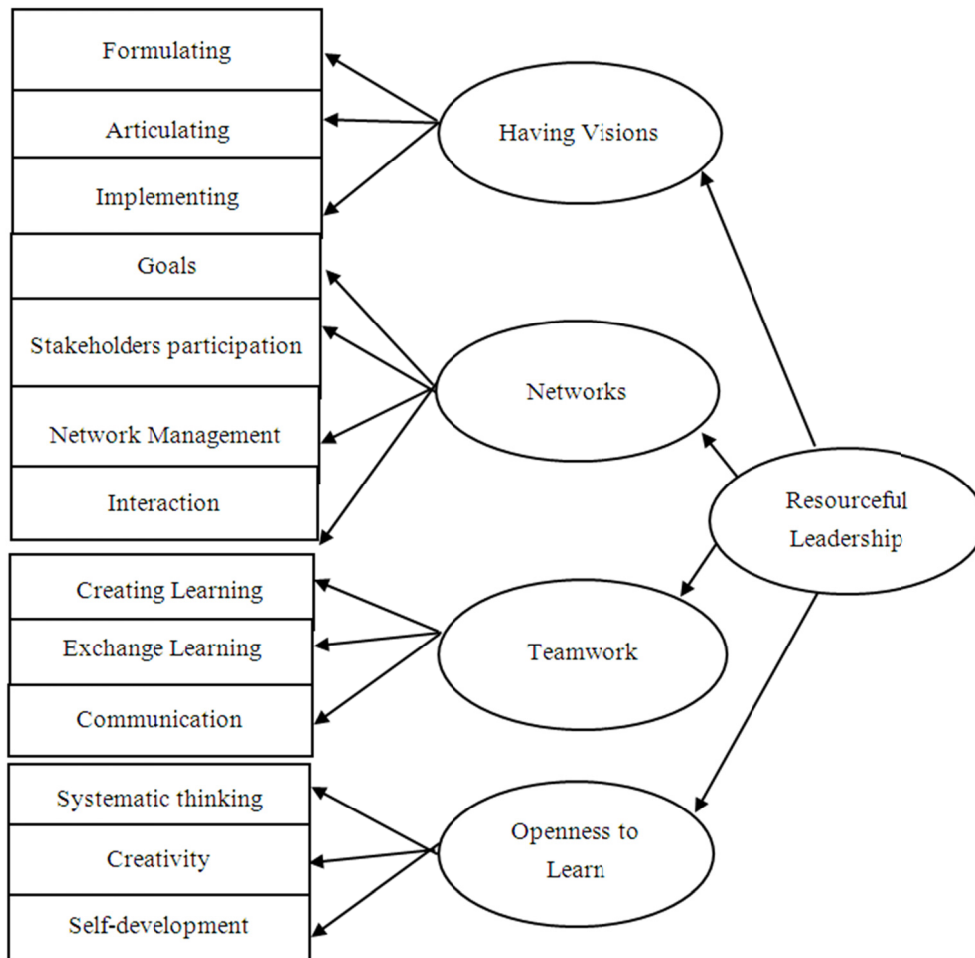 Formulating
Articulating
Implementing
Goals
Stakeholders participation
Network Management
Interaction
Creating Learning
Exchange Learning
Communication
Systematic thinking
Creativity
Self-development
Having Visions
Networks
Teamwork
Openness to
Learn
Resourceful
Leadership